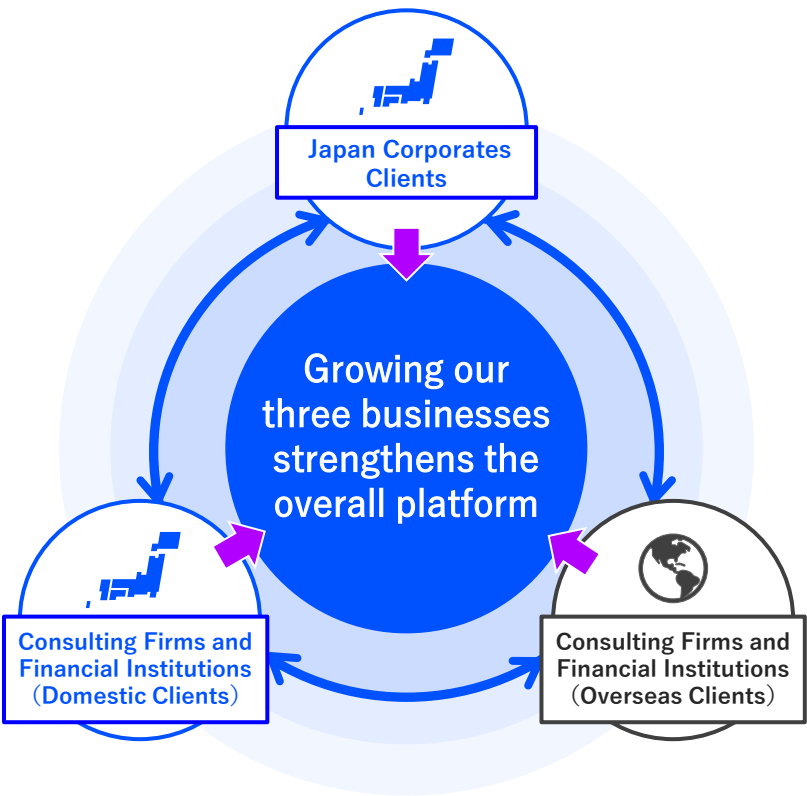 Japan Corporates
Clients
Growing our
three businesses
strengthens the
overall platform
Consulting Firms and
Financial Institutions
（Domestic Clients）
Consulting Firms and
Financial Institutions
（Overseas Clients）